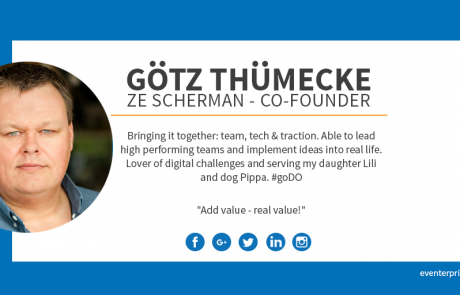 GÖTZ THÜMECKE
ZE SCHERMAN - CO-FOUNDER
Bringing it together: team, tech & traction. Able to lead
high performing teams and implement ideas into real life.
Lover of digital challenges and serving my daughter Lili
and dog Pippa. #goDO
"Add value - real value!"
eventerpri